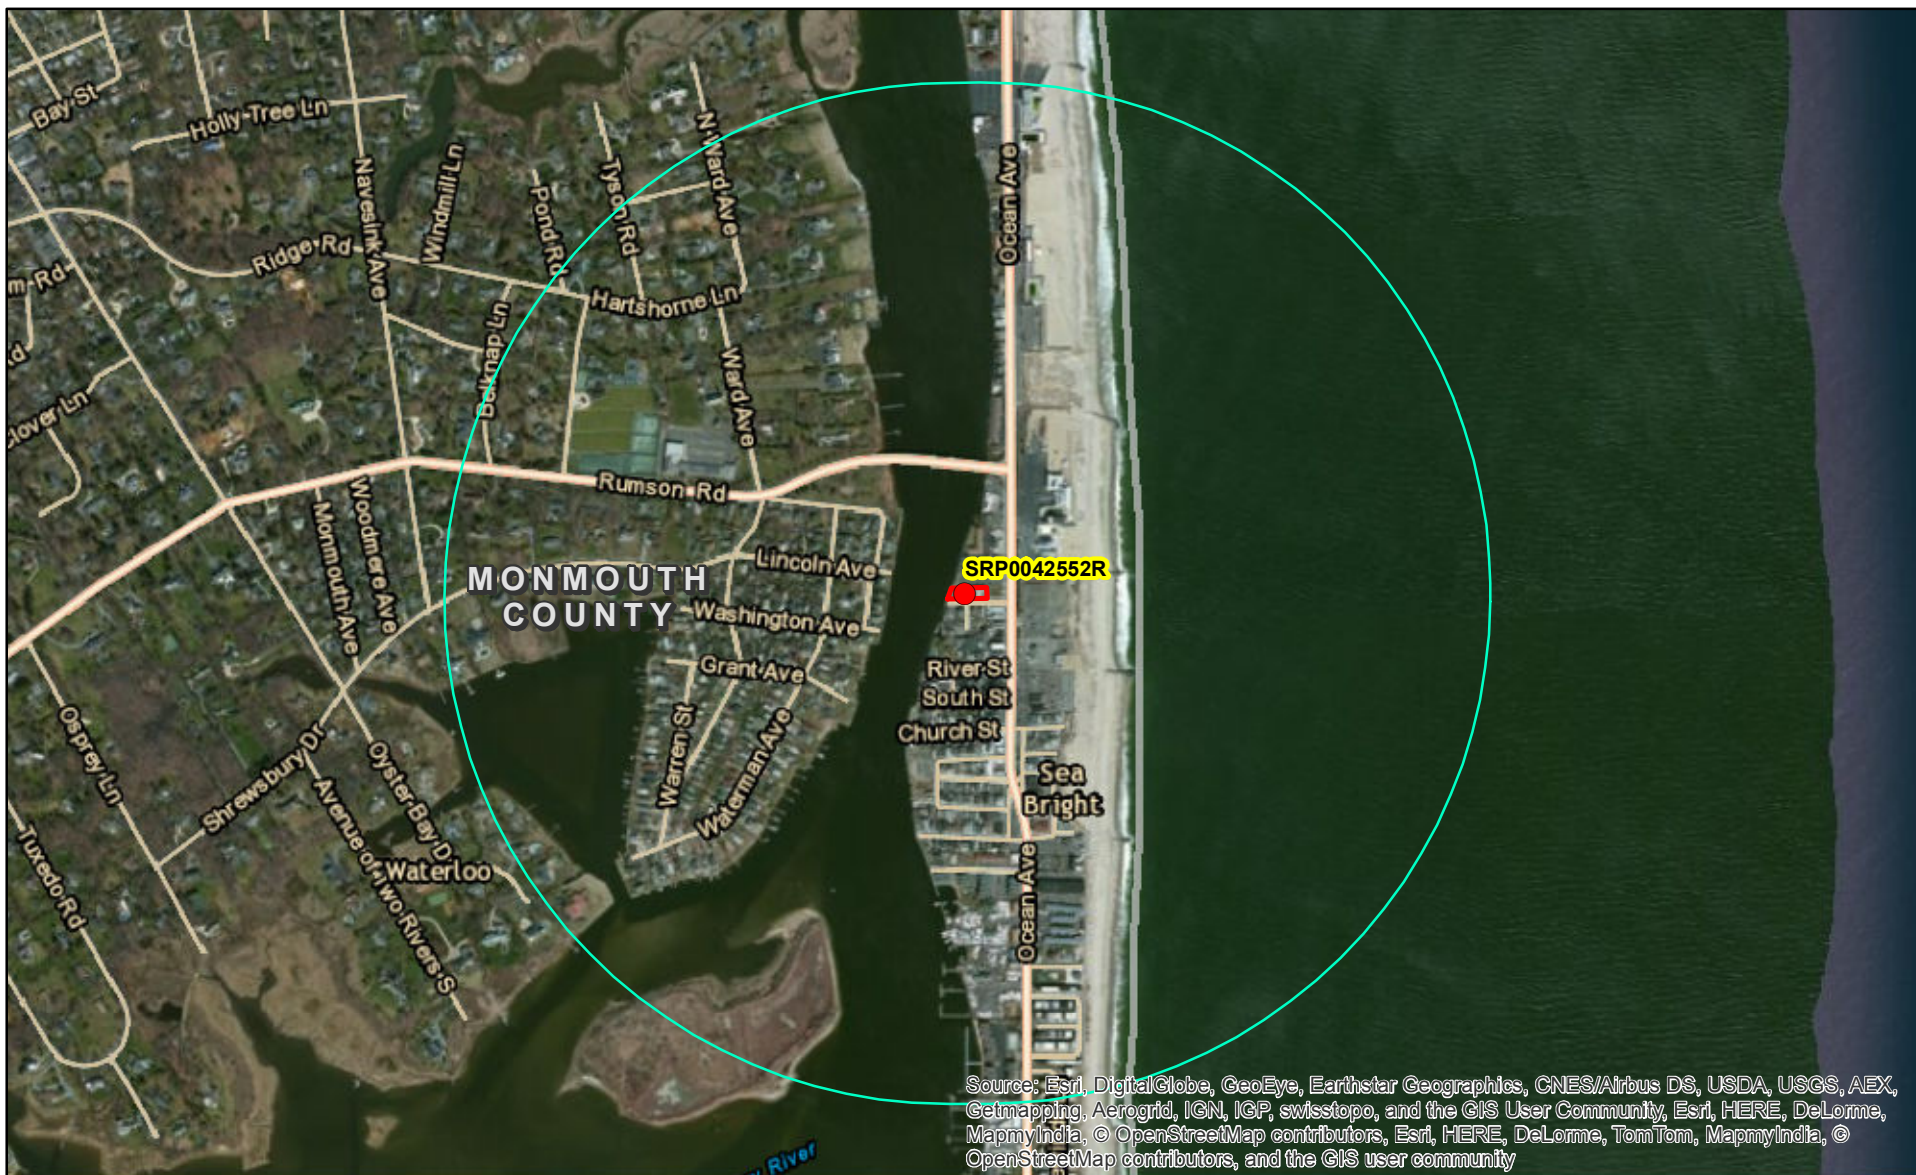 Bay St
Holly Tree Ln
Navesink Ave
Windmill Ln
Pond Rd
Tyson Rd
N Ward Ave
Ocean Ave
Ridge Rd
Hartshorne Ln
Belknap Ln
Ward Ave
m Rd
Rd
lover Ln
Rumson Rd
Woodmere Ave
Monmouth Ave
MONMOUTH
COUNTY
Lincoln Ave
Washington Ave
Grant Ave
Warren St
Waterman Ave
SRP0042552R
River St
South St
Church St
Sea
Bright
Ocean Ave
Osprey Ln
Shrewsbury Dr
Oyster Bay D
Avenue of Two Rivers S
Waterloo
Tuxedo Rd
River
Source: Esri, DigitalGlobe, GeoEye, Earthstar Geographics, CNES/Airbus DS, USDA, USGS, AEX,
Getmapping, Aerogrid, IGN, IGP, swisstopo, and the GIS User Community, Esri, HERE, DeLorme,
MapmyIndia, © OpenStreetMap contributors, Esri, HERE, DeLorme, TomTom, MapmyIndia, ©
OpenStreetMap contributors, and the GIS user community